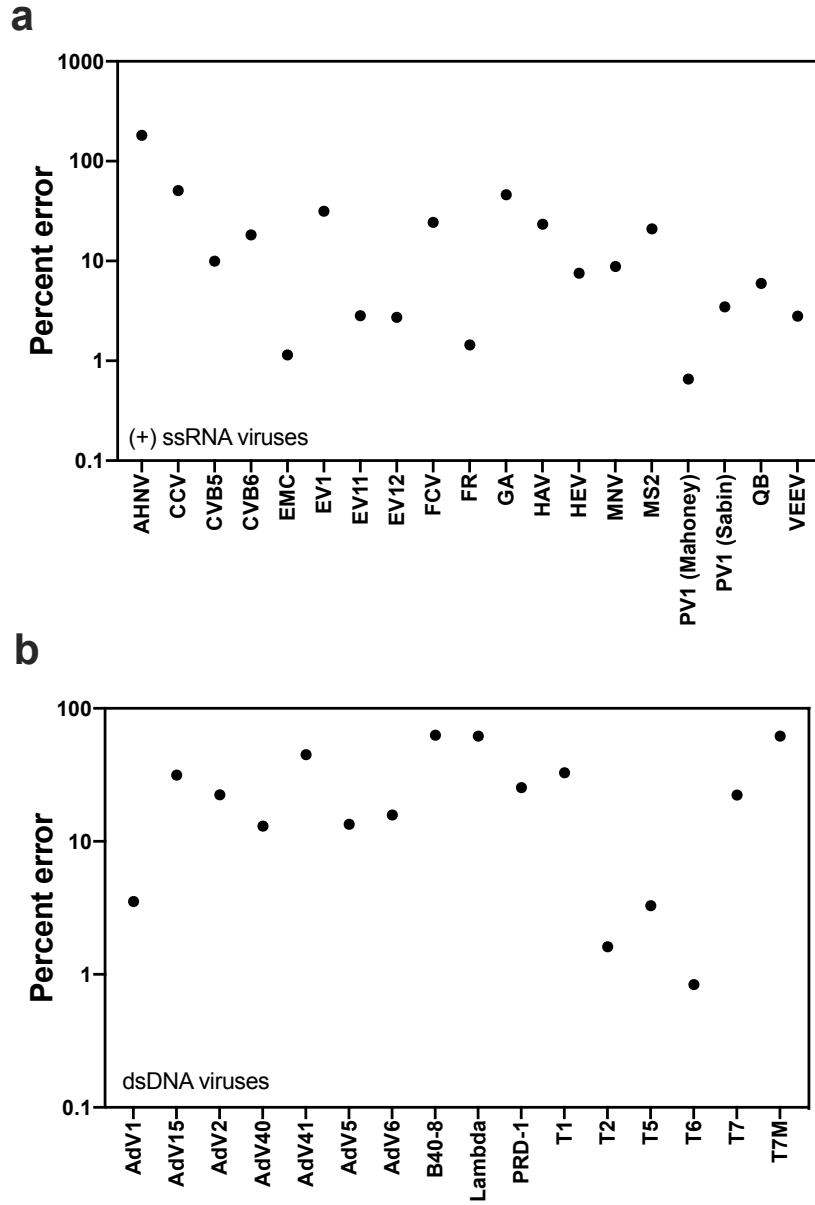 a
1000
100
10
1
0.1
Percent error
(+) ssRNA viruses
AHNV
CCV
CVB5
CVB6
EMC
EV1
EV11
EV12
FCV
FR
GA
HAV
HEV
MNV
MS2
PV1 (Mahoney)
PV1 (Sabin)
QB
VEEV
b
100
10
1
0.1
Percent error
dsDNA viruses
AdV1
AdV15
AdV2
AdV40
AdV41
AdV5
AdV6
B40-8
Lambda
PRD-1
T1
T2
T5
T6
T7
T7M